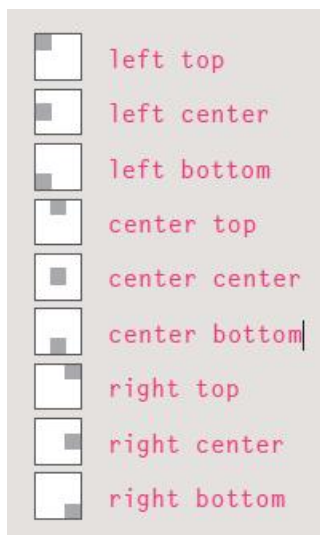 left top
left center
left bottom
center top
center center
center bottom
right top
right center
right bottom